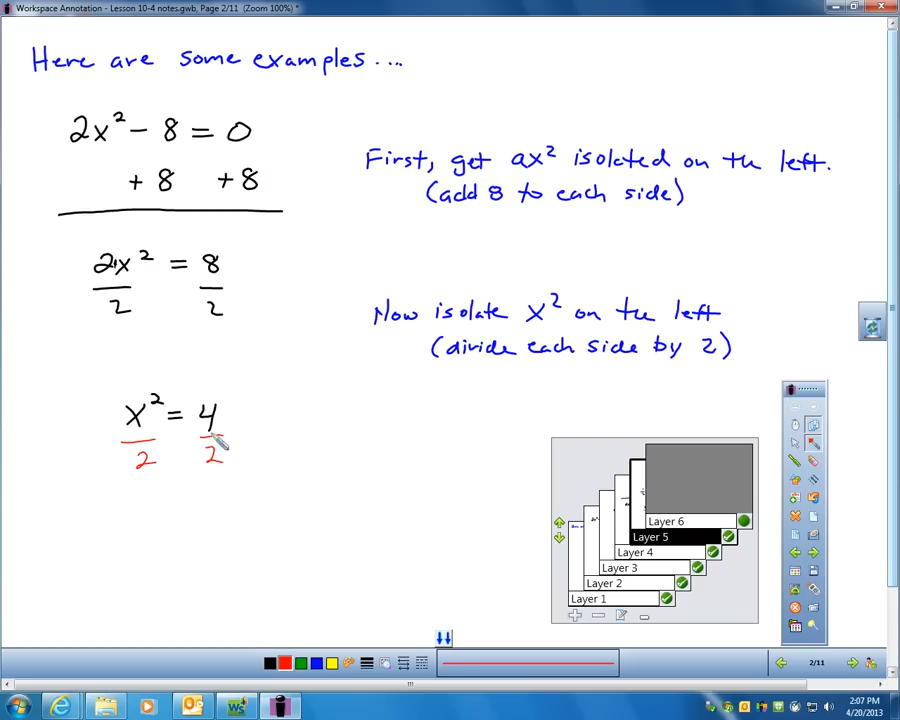 Workspace Annotation - Lesson 10-4 notes.gwb, Page 2/11 (Zoom 100%) *
Here are some examples....
2x² - 8 = 0
+ 8 +8
First, get ax² isolated on the left.
(add 8 to each side)
2x² = 8
2 2
Now isolate x² on the left
(divide each side by 2)
x² = 4
2 2
Layer 6
Layer 5
Layer 4
Layer 3
Layer 2
Layer 1
2/11
2:07 PM
4/20/2013